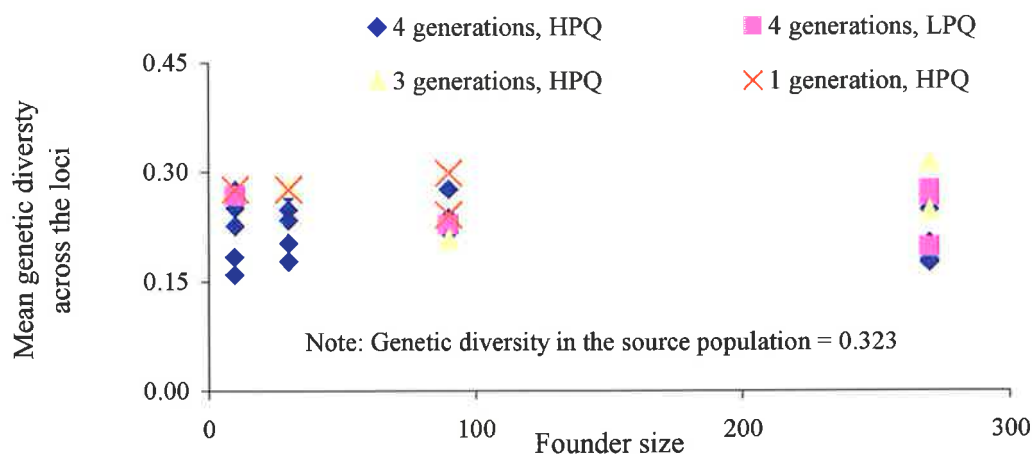 4 generations, HPQ
4 generations, LPQ
3 generations, HPQ
1 generation, HPQ
Mean genetic diversty
across the loci
0.45
0.30
0.15
0.00
Note: Genetic diversity in the source population = 0.323
0
100
200
300
Founder size